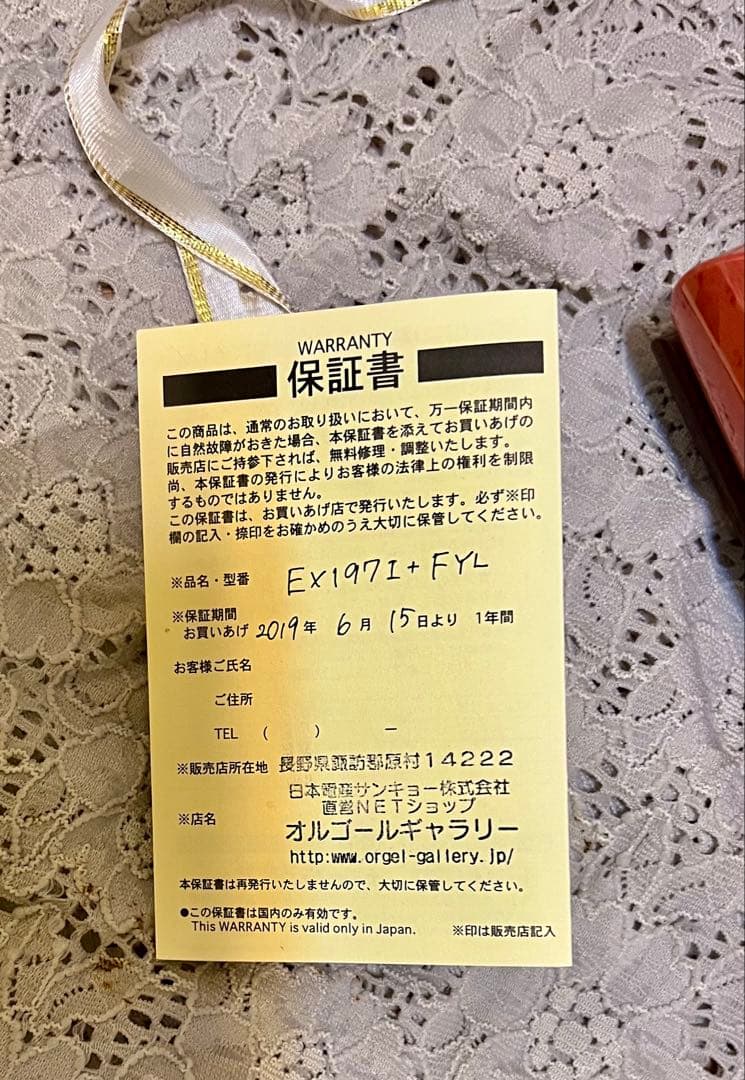 WARRANTY
保証書
この商品は、通常のお取り扱いにおいて、万一保証期間内
に自然故障がおきた場合、本保証書を添えてお買いあげの
販売店にご持参下されば、無料修理・調整いたします。
尚、本保証書の発行によりお客様の法律上の権利を制限
するものではありません。
この保証書は、お買いあげ店で発行いたします。必ず※印
欄の記入・捺印をお確かめのうえ大切に保管してください。
※品名・型番 EX197I+FYL
※保証期間
お買いあげ 2019年 6月 15日より 1年間
お客様ご氏名
ご住所
TEL ( ) ー
※販売店所在地 長野県諏訪郡原村14222
日本電産サンキョー株式会社
直営NETショップ
※店名 オルゴールギャラリー
http:www.orgel-gallery.jp/
本保証書は再発行いたしませんので、大切に保管してください。
●この保証書は国内のみ有効です。
This WARRANTY is valid only in Japan. ※印は販売店記入